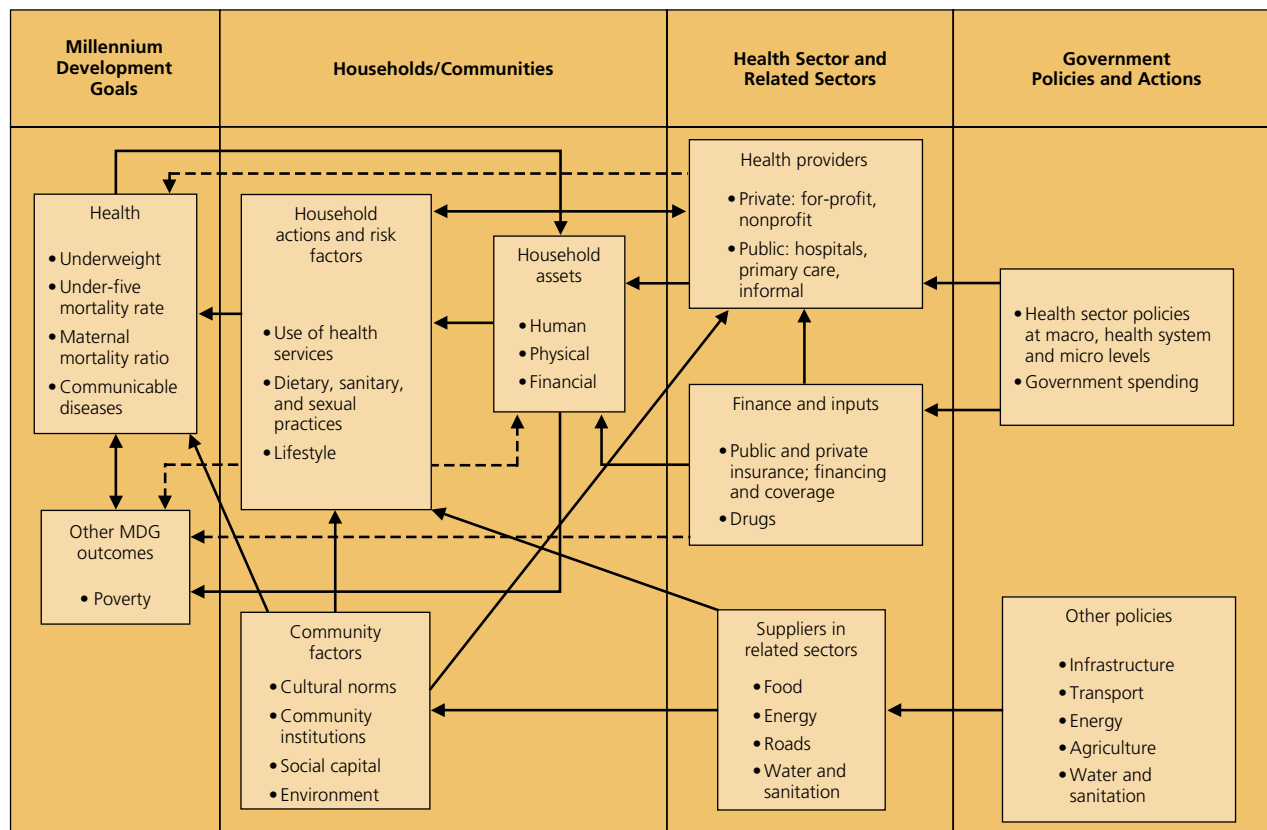 Millennium
Development
Goals
Households/Communities
Health Sector and
Related Sectors
Government
Policies and Actions
Health
• Underweight
• Under-five
mortality rate
• Maternal
mortality ratio
• Communicable
diseases
Other MDG
outcomes
• Poverty
Household
actions and risk
factors
• Use of health
services
• Dietary, sanitary,
and sexual
practices
• Lifestyle
Household
assets
• Human
• Physical
• Financial
Community
factors
• Cultural norms
• Community
institutions
• Social capital
• Environment
Health providers
• Private: for-profit,
nonprofit
• Public: hospitals,
primary care,
informal
Finance and inputs
• Public and private
insurance; financing
and coverage
• Drugs
Suppliers in
related sectors
• Food
• Energy
• Roads
• Water and
sanitation
• Health sector policies
at macro, health system
and micro levels
• Government spending
Other policies
• Infrastructure
• Transport
• Energy
• Agriculture
• Water and
sanitation